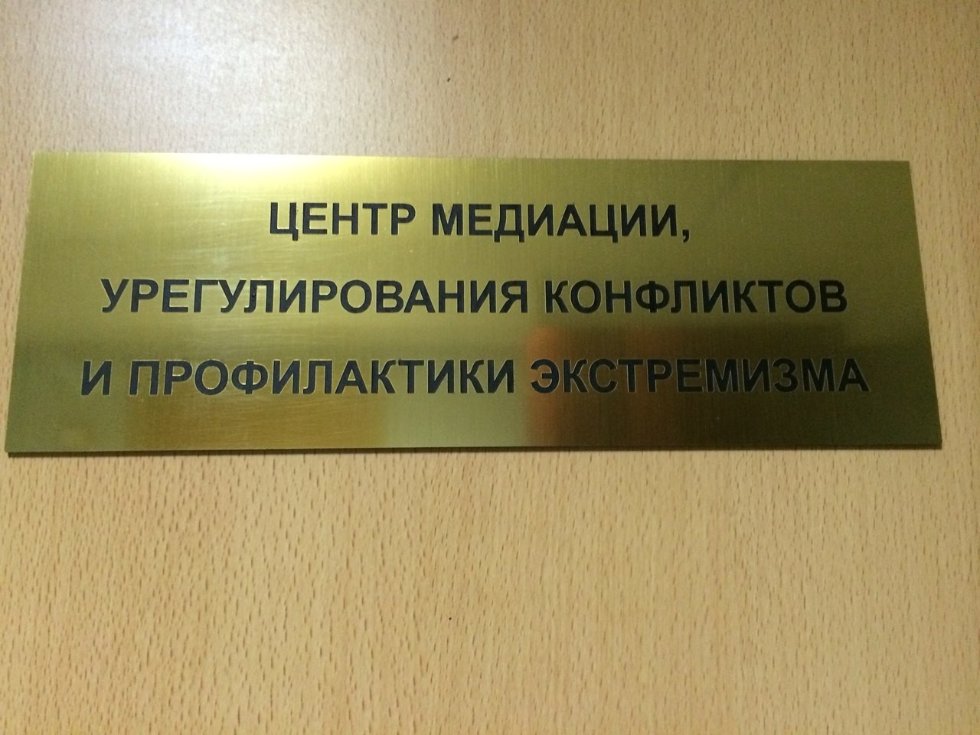 ЦЕНТР МЕДИАЦИИ,
УРЕГУЛИРОВАНИЯ КОНФЛИКТОВ
И ПРОФИЛАКТИКИ ЭКСТРЕМИЗМА